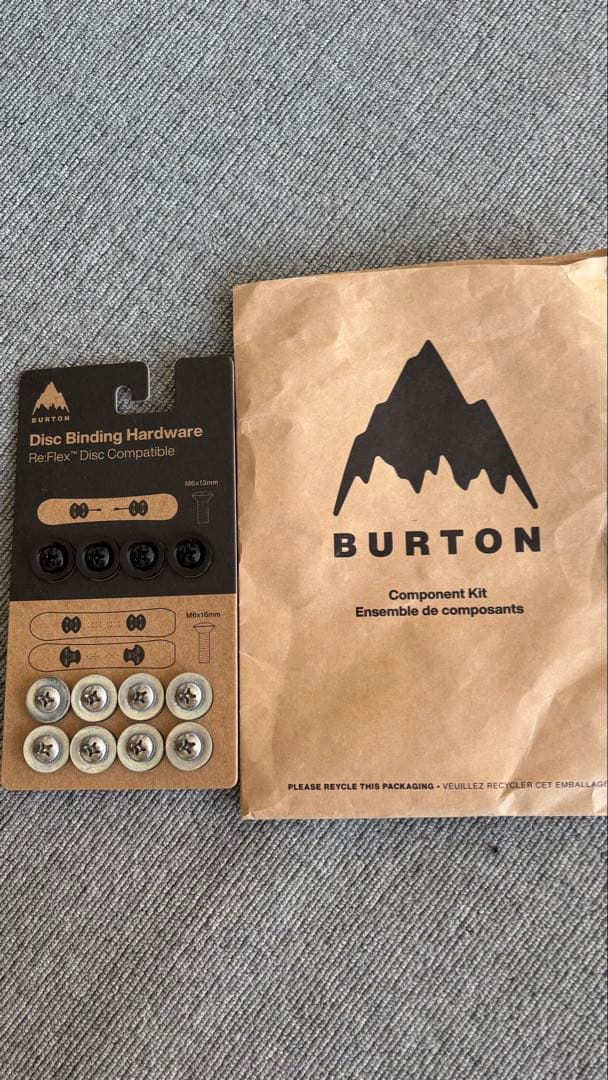 BURTON
Disc Binding Hardware
Re:Flex™ Disc Compatible
M6x13mm
M6x16mm
BURTON
Component Kit
Ensemble de composants
PLEASE REYCLE THIS PACKAGING • VEUILLEZ RECYCLER CET EMBALLAGE